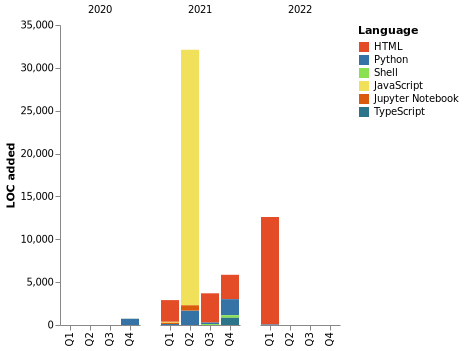 2020 2021 2022
LOC added
35,000
30,000
25,000
20,000
15,000
10,000
5,000
0
Q1 Q2 Q3 Q4 Q1 Q2 Q3 Q4 Q1 Q2 Q3 Q4
Language
HTML
Python
Shell
JavaScript
Jupyter Notebook
TypeScript